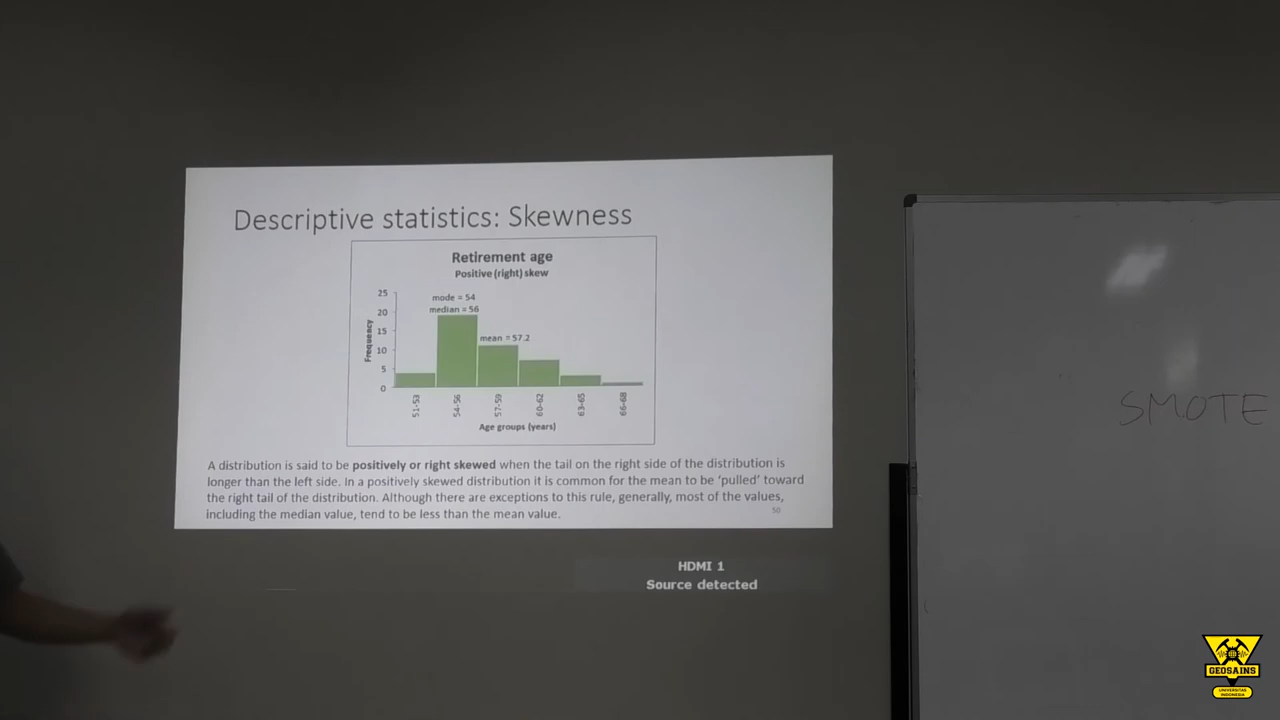 Descriptive statistics: Skewness
Retirement age
Positive (right) skew
25
20
15
10
5
0
Frequency
mode = 54
median = 56
mean = 57.2
51-53
54-56
57-59
60-62
63-65
66-68
Age groups (years)
A distribution is said to be positively or right skewed when the tail on the right side of the distribution is
longer than the left side. In a positively skewed distribution it is common for the mean to be ‘pulled’ toward
the right tail of the distribution. Although there are exceptions to this rule, generally, most of the values,
including the median value, tend to be less than the mean value.
50
HDMI 1
Source detected
SMOTE
GEOSAINS
UNIVERSITAS
INDONESIA